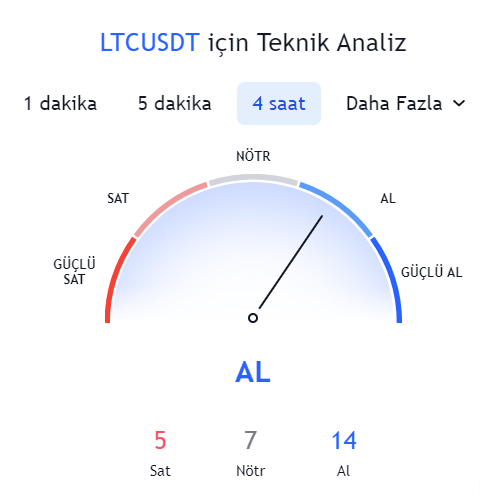 LTCUSDT için Teknik Analiz
1 dakika 5 dakika 4 saat Daha Fazla
NÖTR
SAT AL
GÜÇLÜ
SAT
GÜÇLÜ AL
AL
5 7 14
Sat Nötr Al